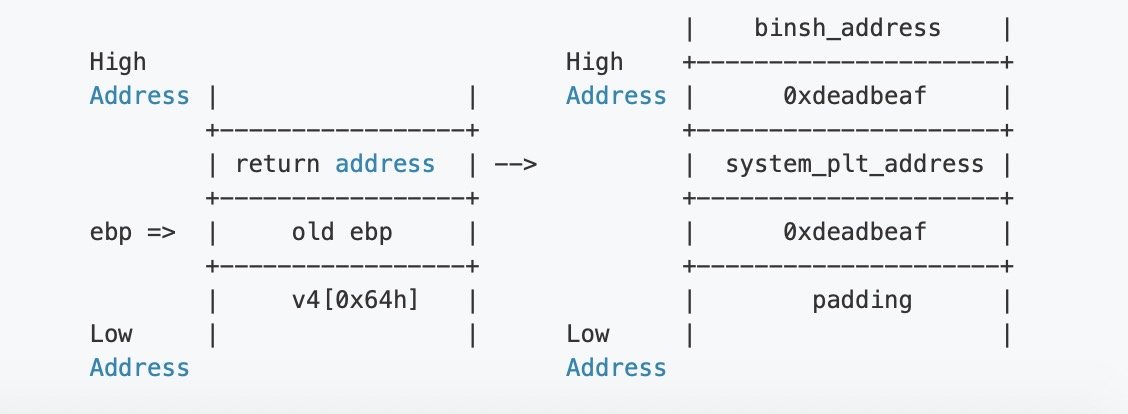 | binsh_address |
High High +---------------------+
Address | | Address | 0xdeadbeaf |
+-----------------+ +---------------------+
| return address | --> | system_plt_address |
+-----------------+ +---------------------+
ebp => | old ebp | | 0xdeadbeaf |
+-----------------+ +---------------------+
| v4[0x64h] | | padding |
Low | | Low | |
Address Address